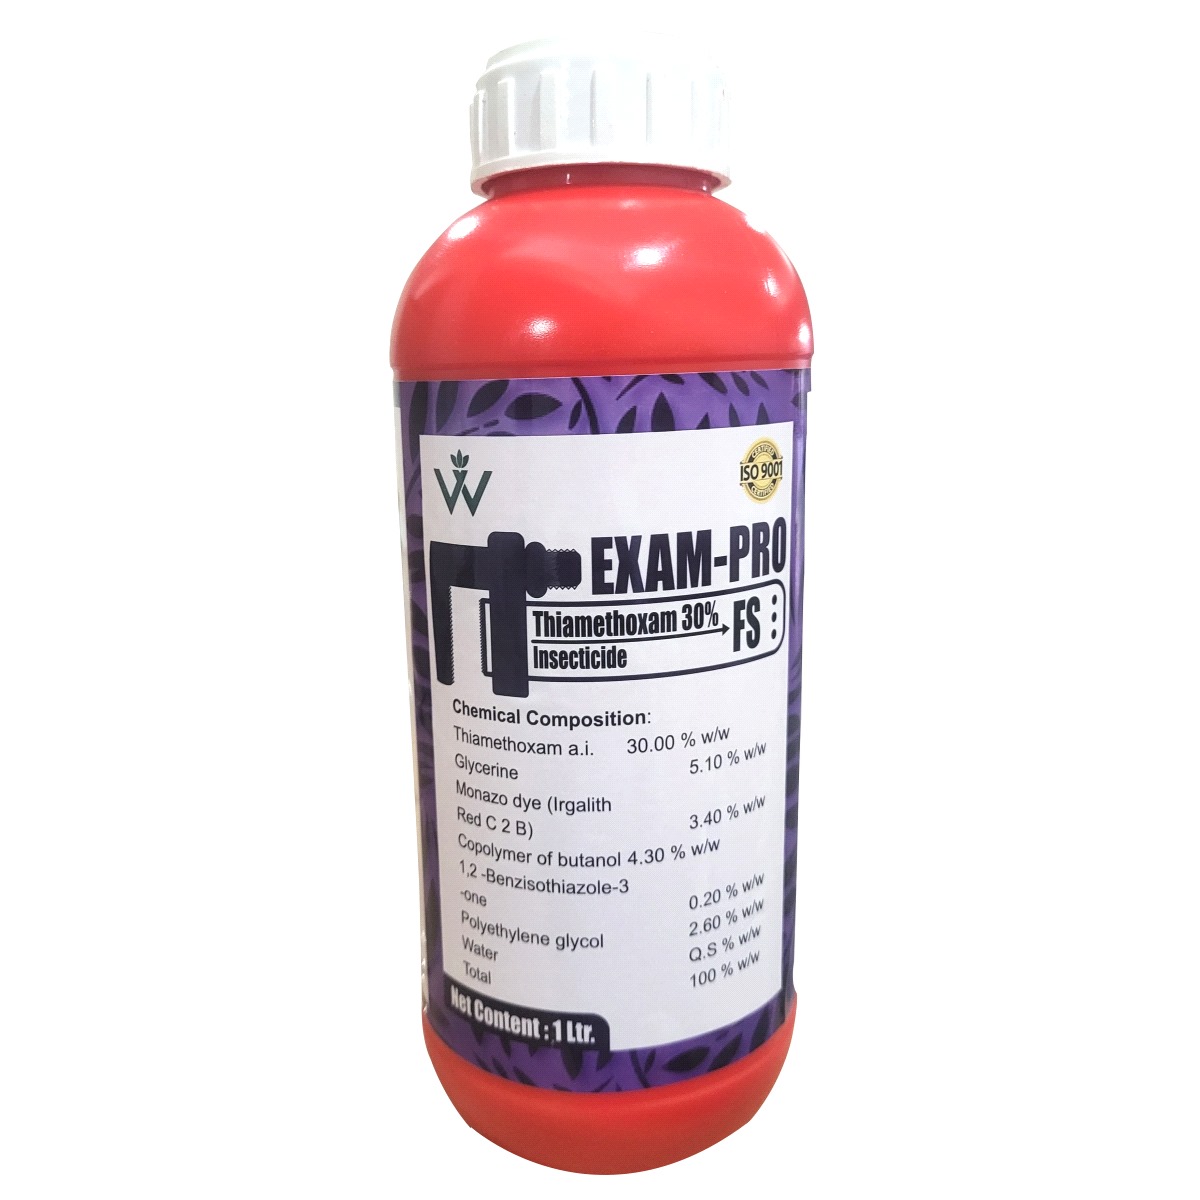 CERTIFIED
ISO 9001
CERTIFIED
EXAM-PRO
Thiamethoxam 30% FS
Insecticide
Chemical Composition:
Thiamethoxam a.i. 30.00 % w/w
Glycerine 5.10 % w/w
Monazo dye (Irgalith
Red C 2 B) 3.40 % w/w
Copolymer of butanol 4.30 % w/w
1,2 -Benzisothiazole-3
-one 0.20 % w/w
Polyethylene glycol 2.60 % w/w
Water Q.S % w/w
Total 100 % w/w
Net Content : 1 Ltr.